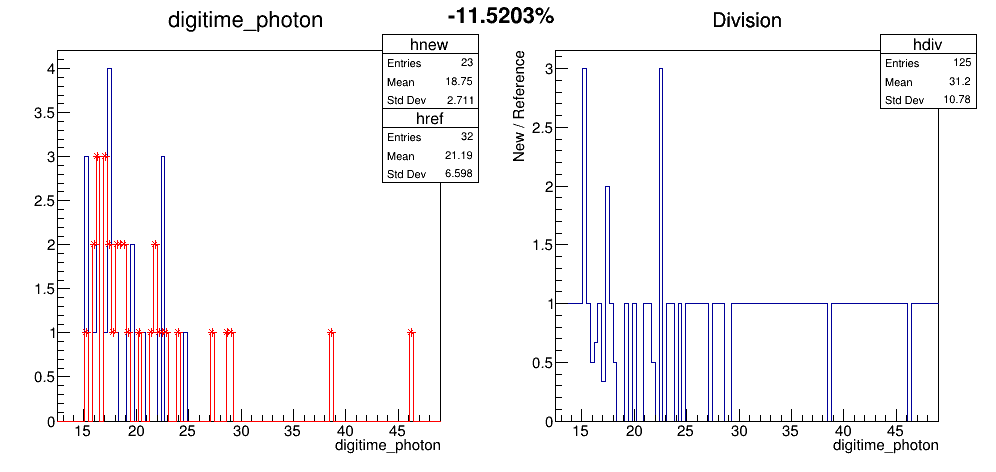 -11.5203%
digitime_photon
hnew
Entries 23
Mean 18.75
Std Dev 2.711
href
Entries 32
Mean 21.19
Std Dev 6.598
4
3.5
3
2.5
2
1.5
1
0.5
0
15 20 25 30 35 40 45
digitime_photon
Division
hdiv
Entries 125
Mean 31.2
Std Dev 10.78
New / Reference
3
2.5
2
1.5
1
0.5
0
15 20 25 30 35 40 45
digitime_photon